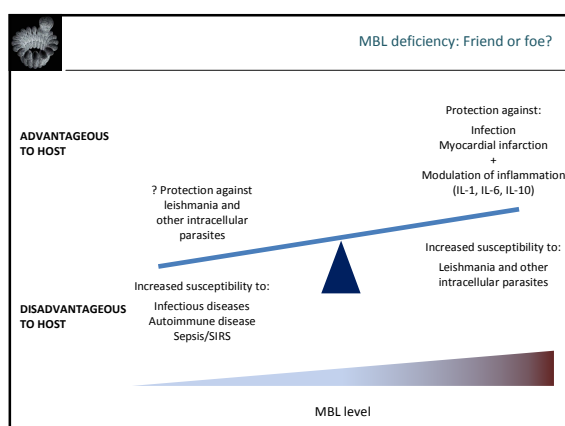 MBL deficiency: Friend or foe?
ADVANTAGEOUS
TO HOST
Protection against:
Infection
Myocardial infarction
+
Modulation of inflammation
(IL-1, IL-6, IL-10)
? Protection against
leishmania and
other intracellular
parasites
Increased susceptibility to:
Leishmania and other
intracellular parasites
DISADVANTAGEOUS
TO HOST
Increased susceptibility to:
Infectious diseases
Autoimmune disease
Sepsis/SIRS
MBL level